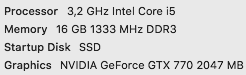 Processor 3,2 GHz Intel Core i5
Memory 16 GB 1333 MHz DDR3
Startup Disk SSD
Graphics NVIDIA GeForce GTX 770 2047 MB